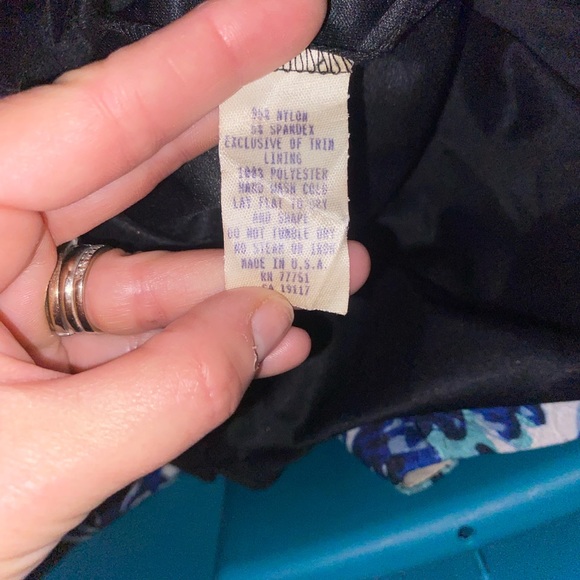 95% NYLON
5% SPANDEX
EXCLUSIVE OF TRIM
LINING
100% POLYESTER
HAND WASH COLD
LAY FLAT TO DRY
AND SHAPE
DO NOT TUMBLE DRY
NO STEAM OR IRON
MADE IN U.S.A.
RN 77761
CA 19117